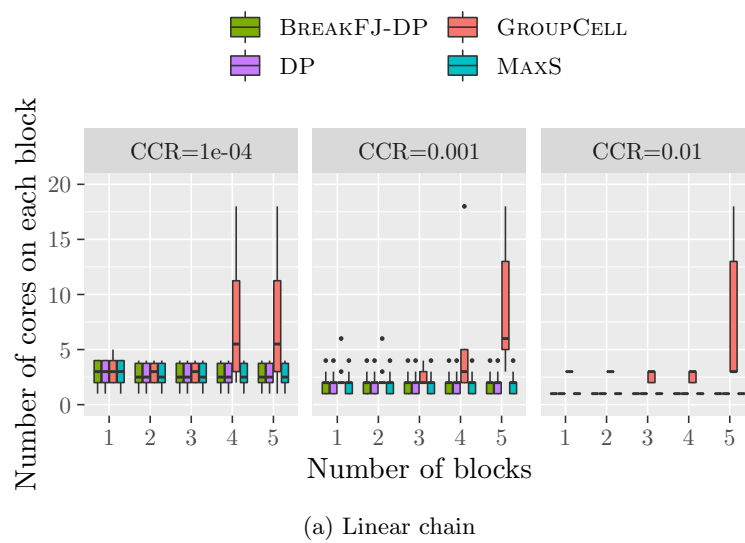 BREAKFJ-DP GROUPCELL
DP MAXS
CCR=1e-04 CCR=0.001 CCR=0.01
Number of cores on each block
20
15
10
5
0
1 2 3 4 5 1 2 3 4 5 1 2 3 4 5
Number of blocks
(a) Linear chain